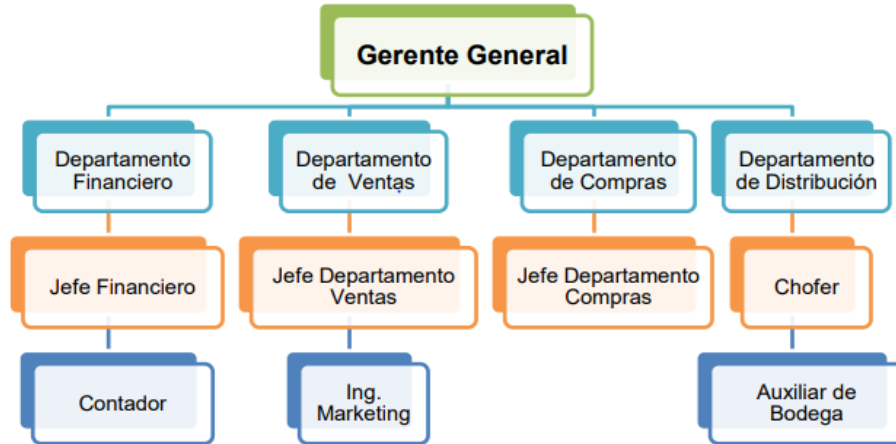 Gerente General
Departamento
Financiero
Departamento
de Ventas
Departamento
de Compras
Departamento
de Distribución
Jefe Financiero
Jefe Departamento
Ventas
Jefe Departamento
Compras
Chofer
Contador
Ing.
Marketing
Auxiliar de
Bodega